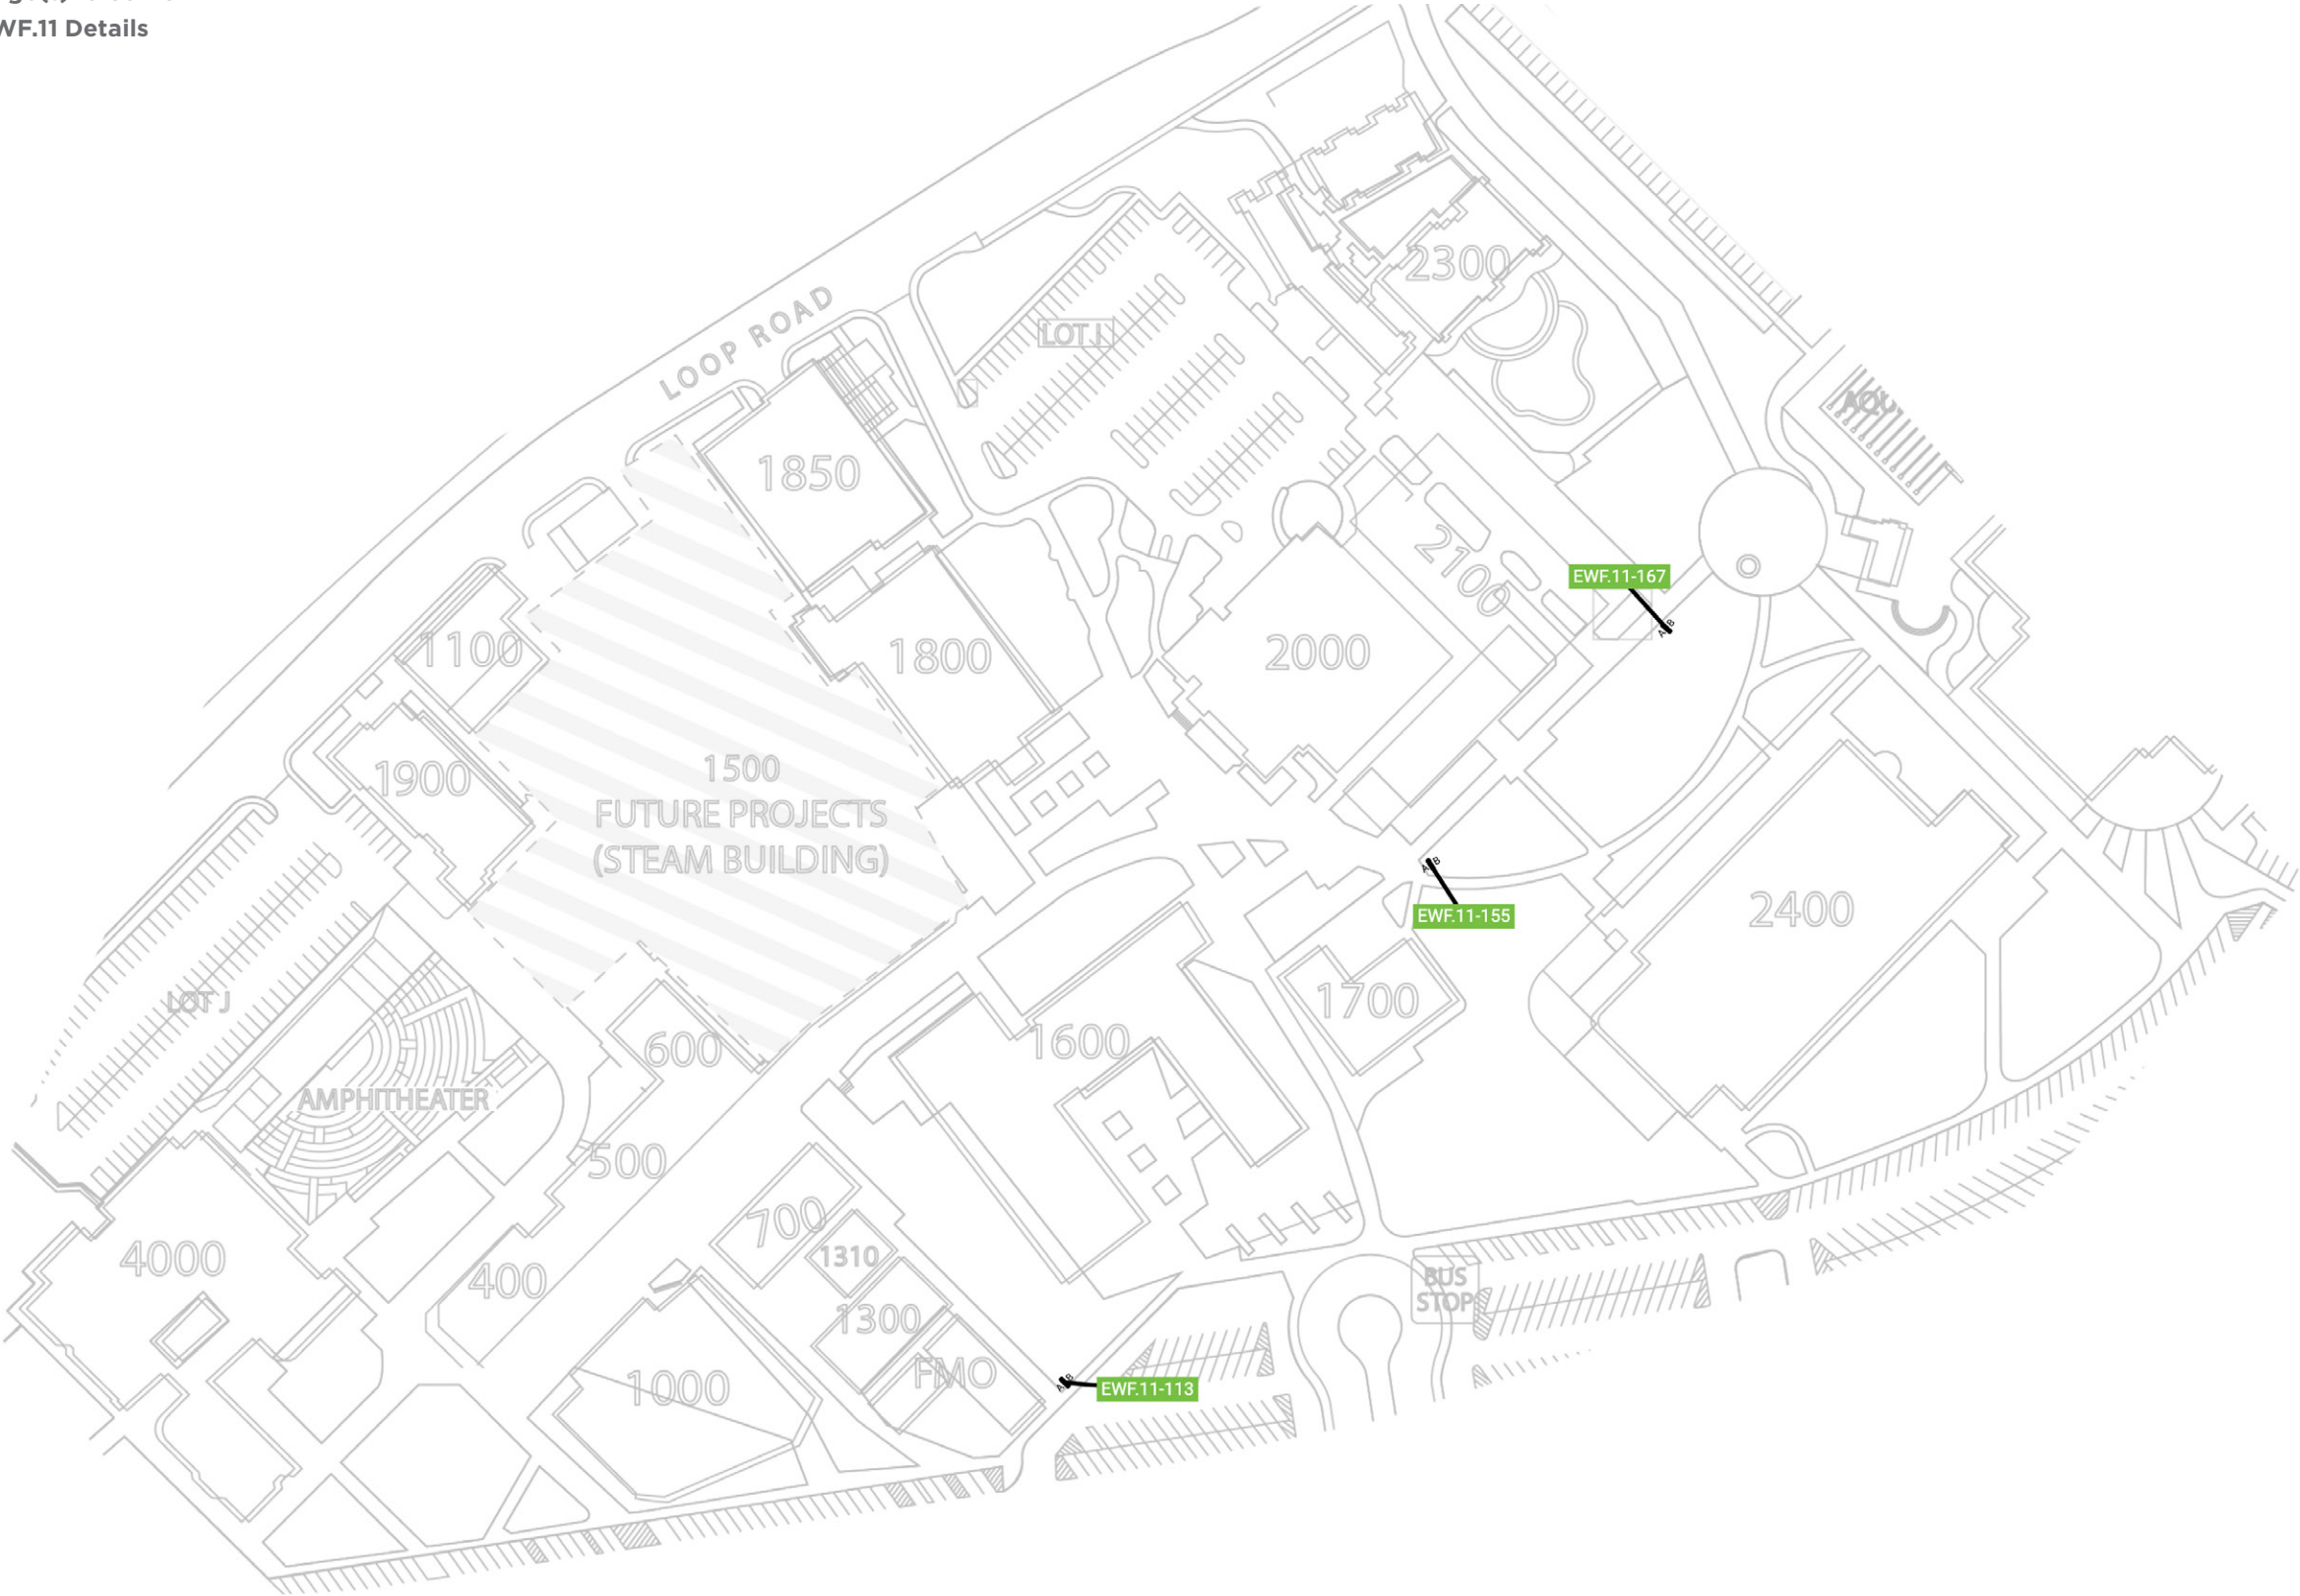 WF.11 Details
2300
LOOP ROAD
LOT I
AQU.
1850
2100
EWF.11-167
A B
1100
1800
2000
1900
1500
FUTURE PROJECTS
(STEAM BUILDING)
A B
EWF.11-155
2400
LOT J
1700
600
1600
AMPHITHEATER
500
700
4000
1310
400
BUS
STOP
1300
FMO
1000
A B
EWF.11-113